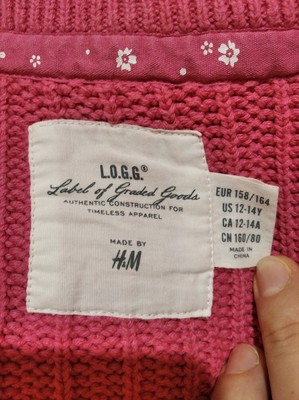 L.O.G.G.®
Label of Graded Goods
AUTHENTIC CONSTRUCTION FOR
TIMELESS APPAREL
MADE BY
H&M
EUR 158/164
US 12-14Y
CA 12-14A
CN 160/80
MADE IN
CHINA